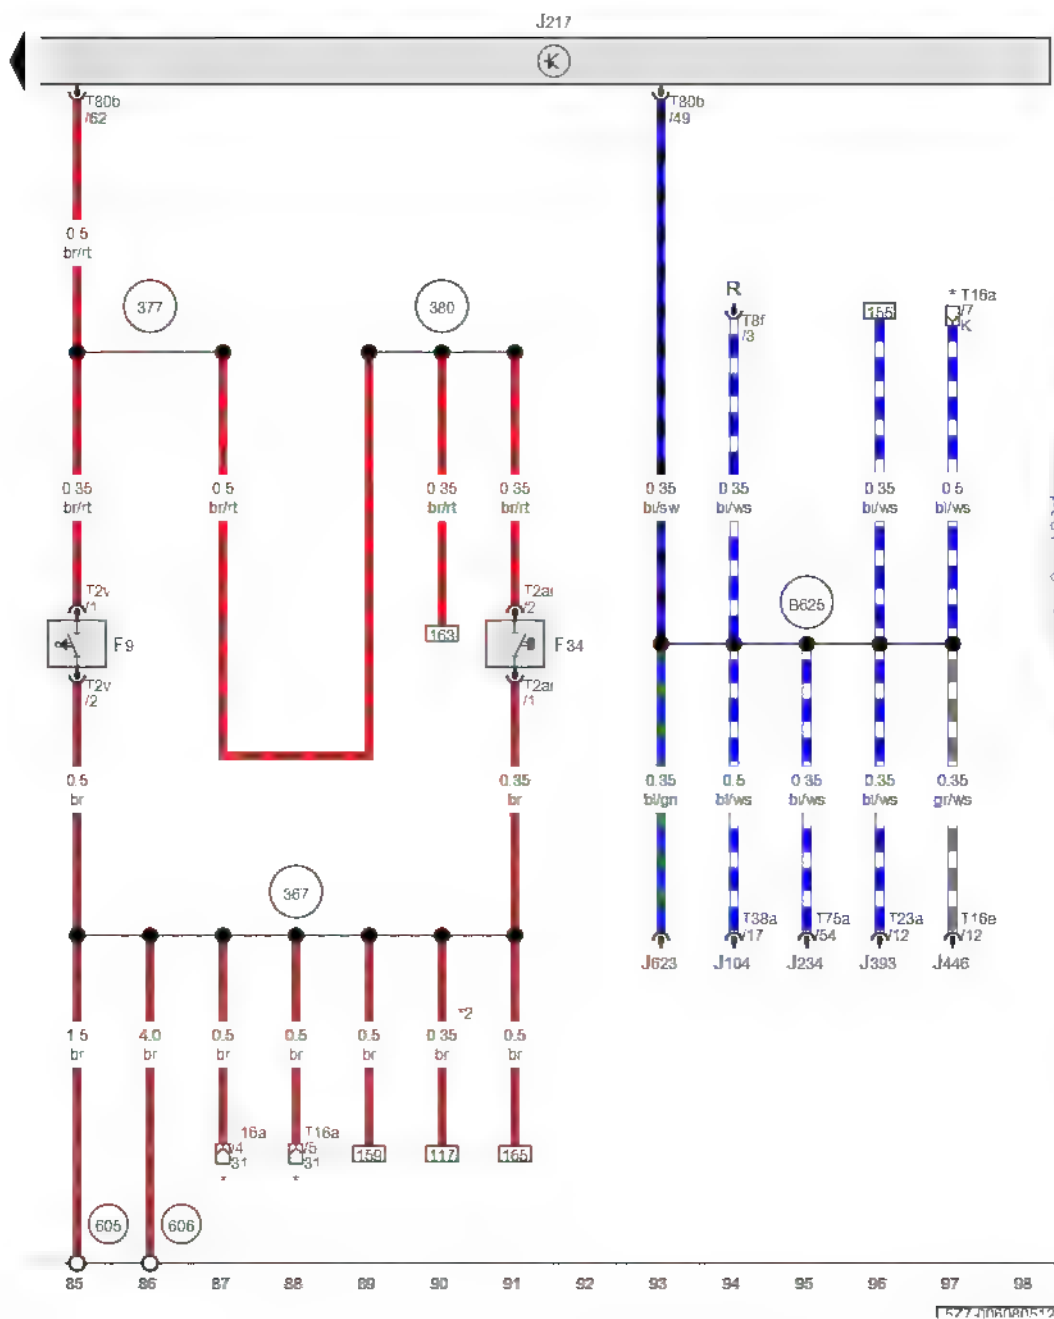 J217
K
T80b
/62
T80b
/49
0.5
br/rt
377
380
R
T8f
/3
155
* T16a
/7
K
0.35
br/rt
0.5
br/rt
0.35
br/rt
0.35
br/rt
0.35
bl/sw
0.35
bl/ws
0.35
bl/ws
0.5
bl/ws
T2v
/1
F9
T2v
/2
163
/2
F34
/1
B625
0.5
br
0.35
br
0.35
bl/gn
0.5
bl/ws
0.35
bl/ws
0.35
bl/ws
0.35
gr/ws
367
T38a
/17
T75a
/54
T23a
/12
T16e
/12
J623
J104
J234
J393
J446
*2
1.5
br
4.0
br
0.5
br
0.5
br
0.5
br
0.35
br
0.5
br
16a
/4
31
*
T16a
/5
31
*
159
117
165
605
606
85
86
87
88
89
90
91
92
93
94
95
96
97
98